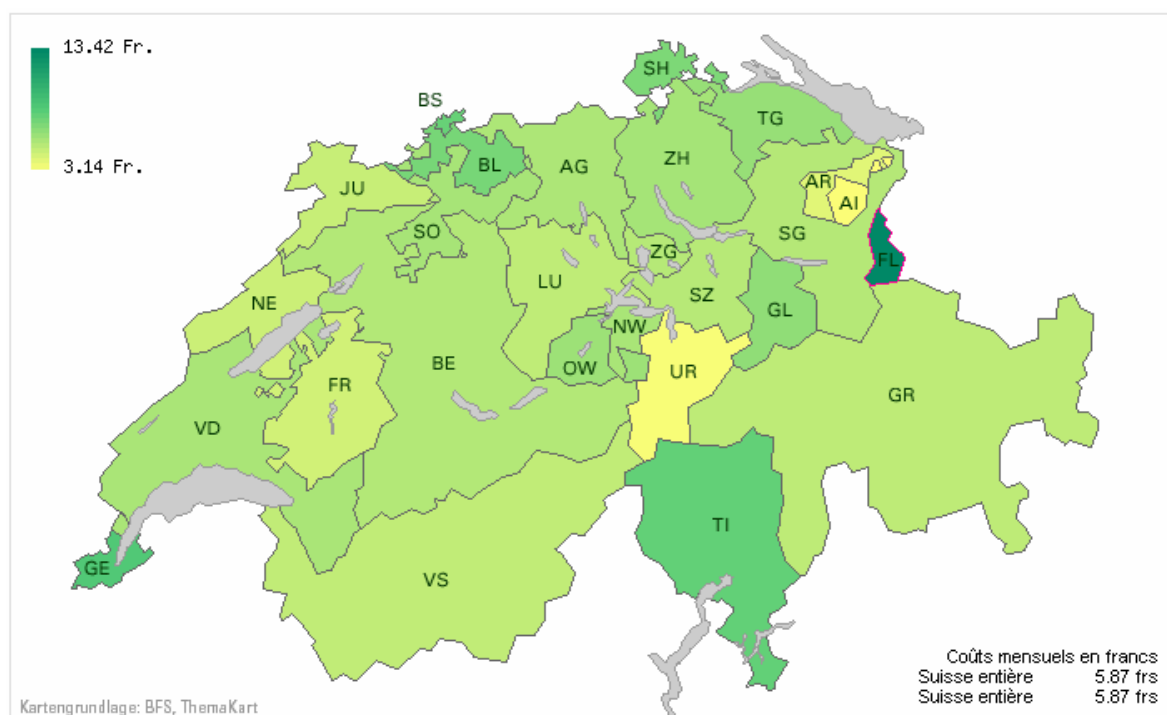 13.42 Fr.
3.14 Fr.
SH
BS
TG
BL
AG
ZH
JU
AR
AI
SO
SG
ZG
FL
LU
SZ
NE
GL
NW
BE
OW
UR
FR
GR
VD
TI
GE
VS
Coûts mensuels en francs
Suisse entière 5.87 frs
Suisse entière 5.87 frs
Kartengrundlage: BFS, ThemaKart